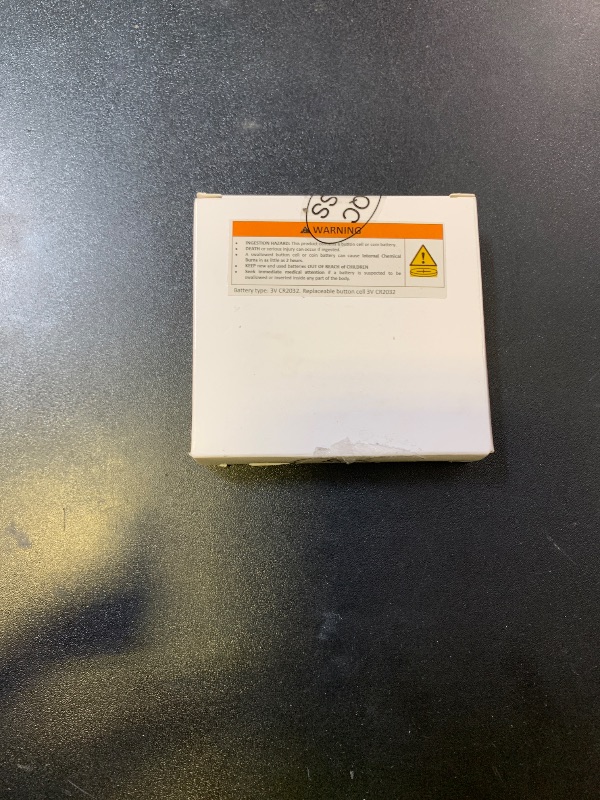 QC
SS
WARNING
• INGESTION HAZARD: This product contains a button cell or coin battery.
• DEATH or serious injury can occur if ingested.
• A swallowed button cell or coin battery can cause Internal Chemical
Burns in as little as 2 hours.
• KEEP new and used batteries OUT OF REACH of CHILDREN
• Seek immediate medical attention if a battery is suspected to be
swallowed or inserted inside any part of the body.
Battery type: 3V CR2032. Replaceable button cell 3V CR2032